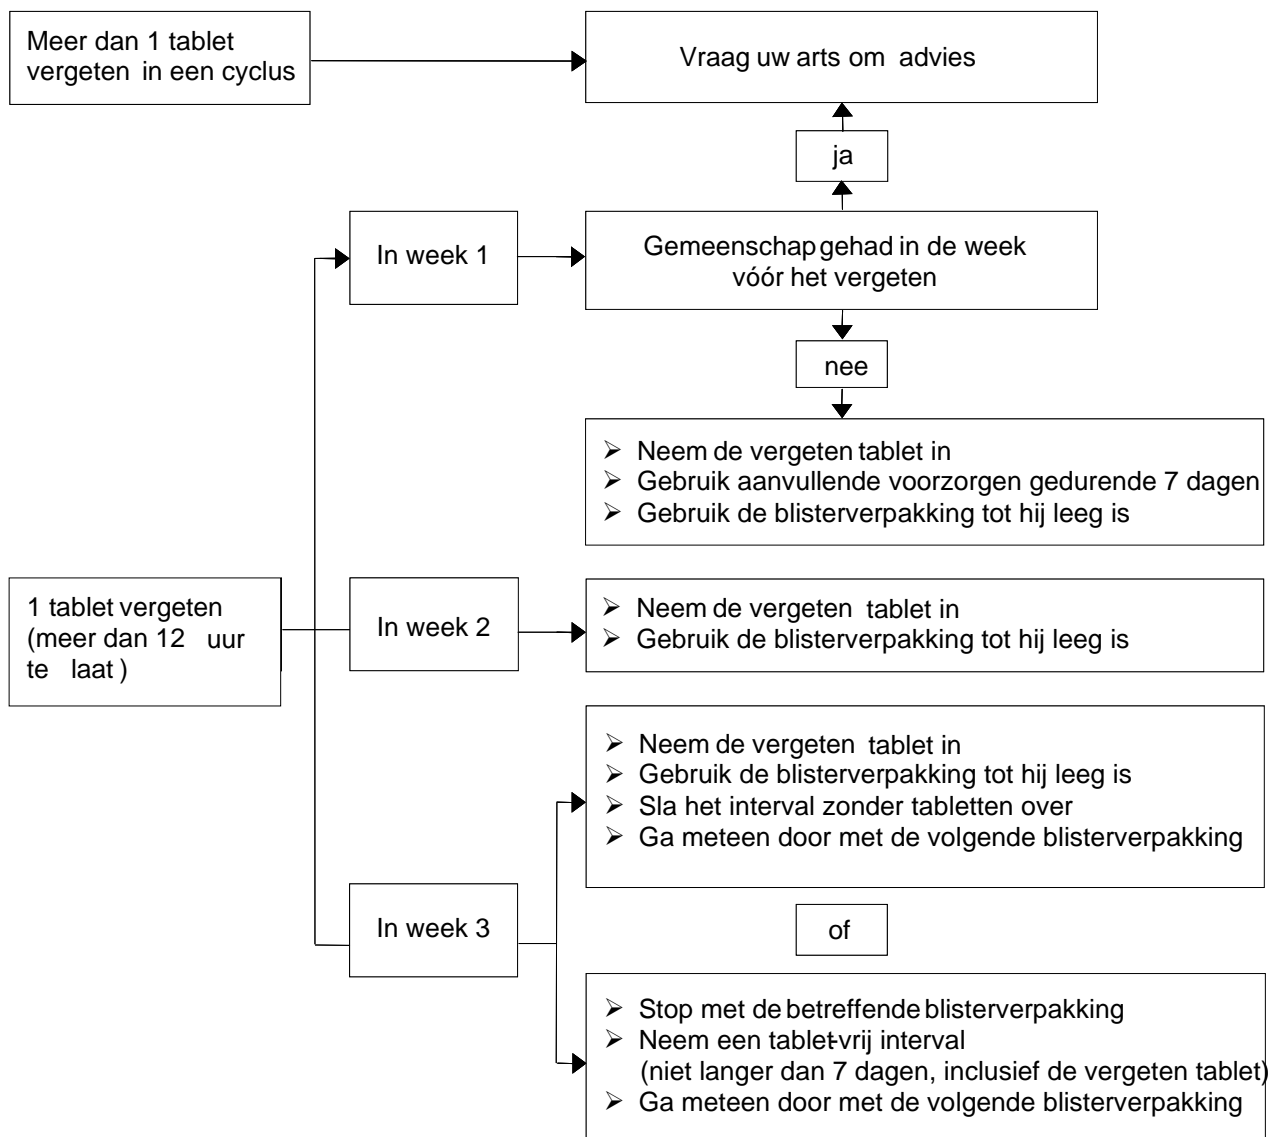 Meer dan 1 tablet
vergeten in een cyclus
Vraag uw arts om advies
ja
In week 1
Gemeenschap gehad in de week
vóór het vergeten
nee
➢ Neem de vergeten tablet in
➢ Gebruik aanvullende voorzorgen gedurende 7 dagen
➢ Gebruik de blisterverpakking tot hij leeg is
1 tablet vergeten
(meer dan 12 uur
te laat )
In week 2
➢ Neem de vergeten tablet in
➢ Gebruik de blisterverpakking tot hij leeg is
➢ Neem de vergeten tablet in
➢ Gebruik de blisterverpakking tot hij leeg is
➢ Sla het interval zonder tabletten over
➢ Ga meteen door met de volgende blisterverpakking
In week 3
of
➢ Stop met de betreffende blisterverpakking
➢ Neem een tablet-vrij interval
(niet langer dan 7 dagen, inclusief de vergeten tablet)
➢ Ga meteen door met de volgende blisterverpakking